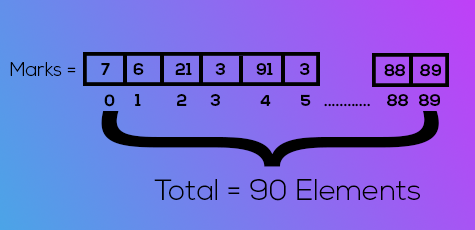 Marks = 7 6 21 3 91 3 88 89
0 1 2 3 4 5 ............ 88 89
Total = 90 Elements